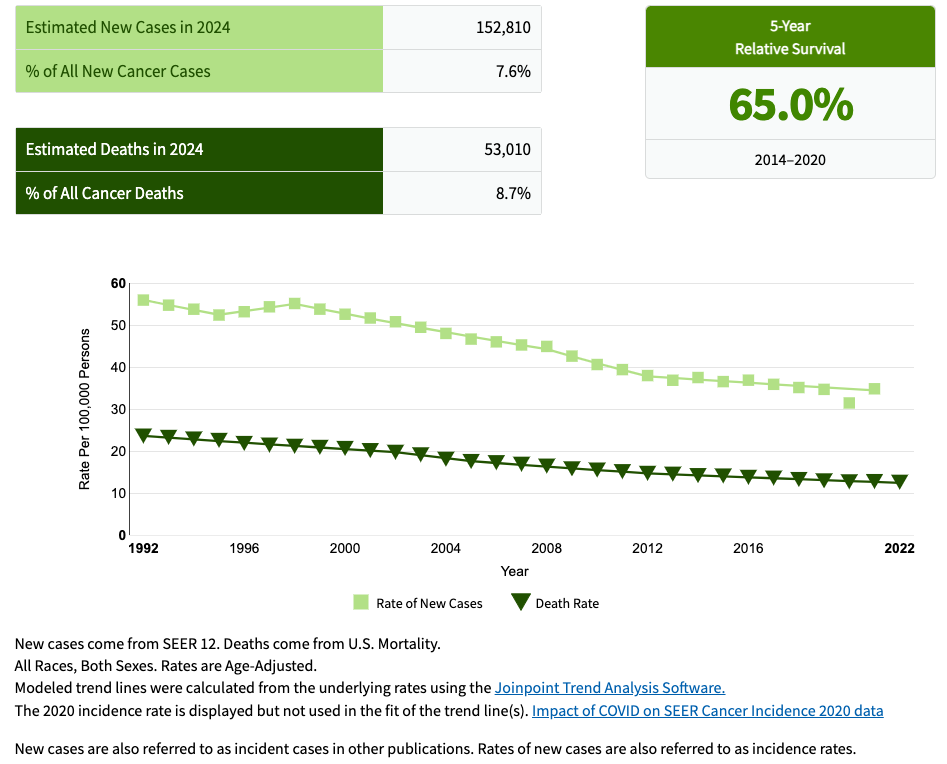 Estimated New Cases in 2024 152,810
% of All New Cancer Cases 7.6%
Estimated Deaths in 2024 53,010
% of All Cancer Deaths 8.7%
5-Year
Relative Survival
65.0%
2014–2020
Rate Per 100,000 Persons
60
50
40
30
20
10
0
1992 1996 2000 2004 2008 2012 2016 2022
Year
Rate of New Cases Death Rate
New cases come from SEER 12. Deaths come from U.S. Mortality.
All Races, Both Sexes. Rates are Age-Adjusted.
Modeled trend lines were calculated from the underlying rates using the Joinpoint Trend Analysis Software.
The 2020 incidence rate is displayed but not used in the fit of the trend line(s). Impact of COVID on SEER Cancer Incidence 2020 data
New cases are also referred to as incident cases in other publications. Rates of new cases are also referred to as incidence rates.